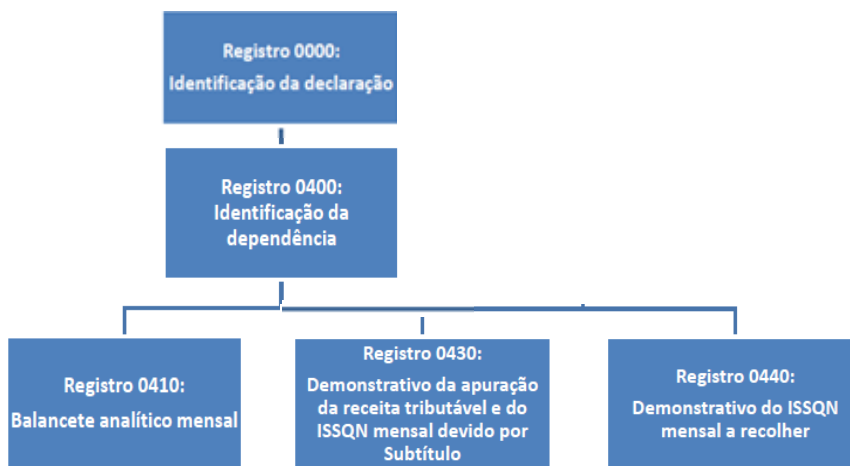 Registro 0000:
Identificação da declaração
Registro 0400:
Identificação da
dependência
Registro 0410:
Balancete analítico mensal
Registro 0430:
Demonstrativo da apuração
da receita tributável e do
ISSQN mensal devido por
Subtítulo
Registro 0440:
Demonstrativo do ISSQN
mensal a recolher